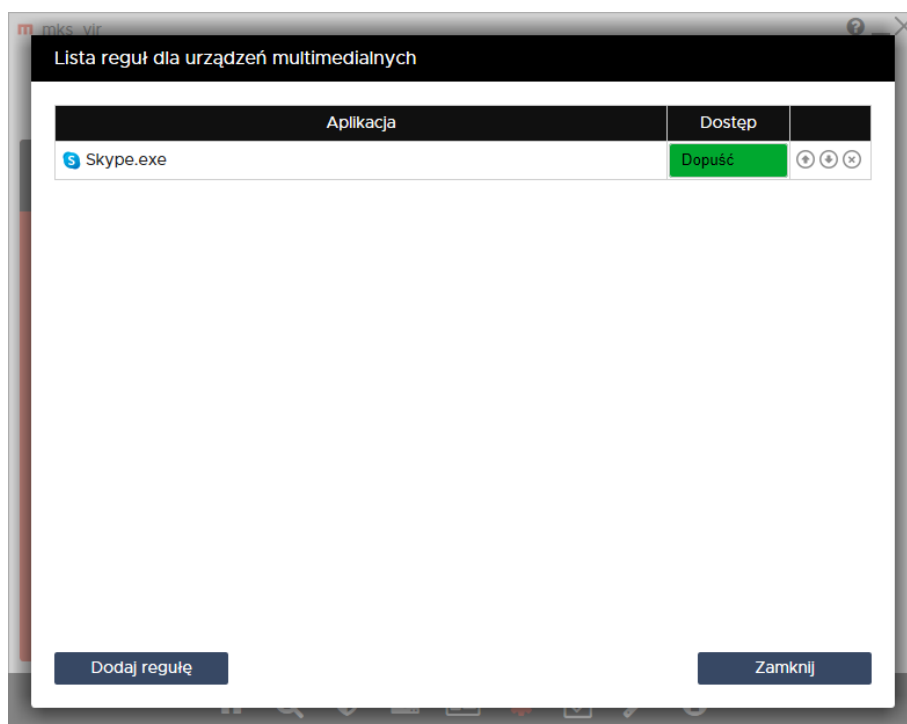 mks_vir
Lista reguł dla urządzeń multimedialnych
Aplikacja Dostęp
Skype.exe Dopuść
Dodaj regułę Zamknij